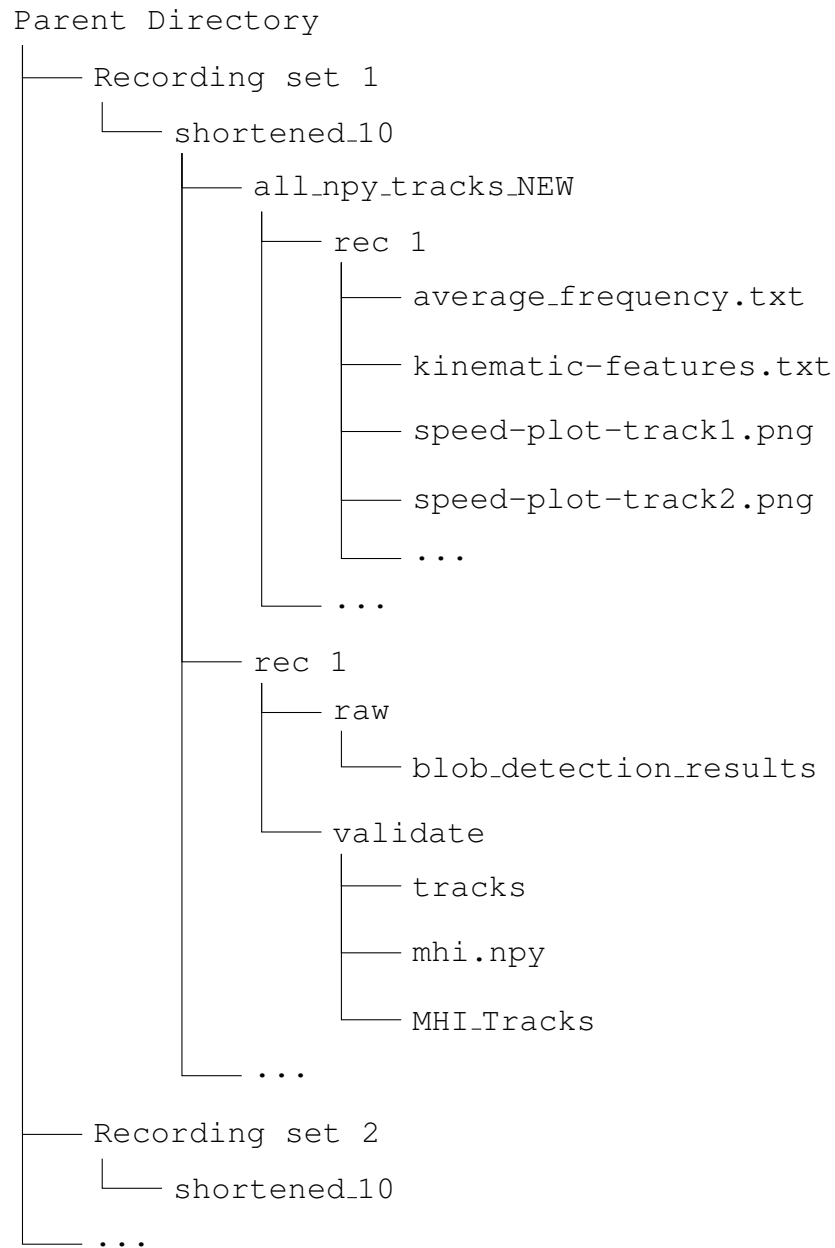 Parent Directory
Recording set 1
shortened_10
all_npy_tracks_NEW
rec 1
average_frequency.txt
kinematic-features.txt
speed-plot-track1.png
speed-plot-track2.png
...
...
rec 1
raw
blob_detection_results
validate
tracks
mhi.npy
MHI_Tracks
...
Recording set 2
shortened_10
...